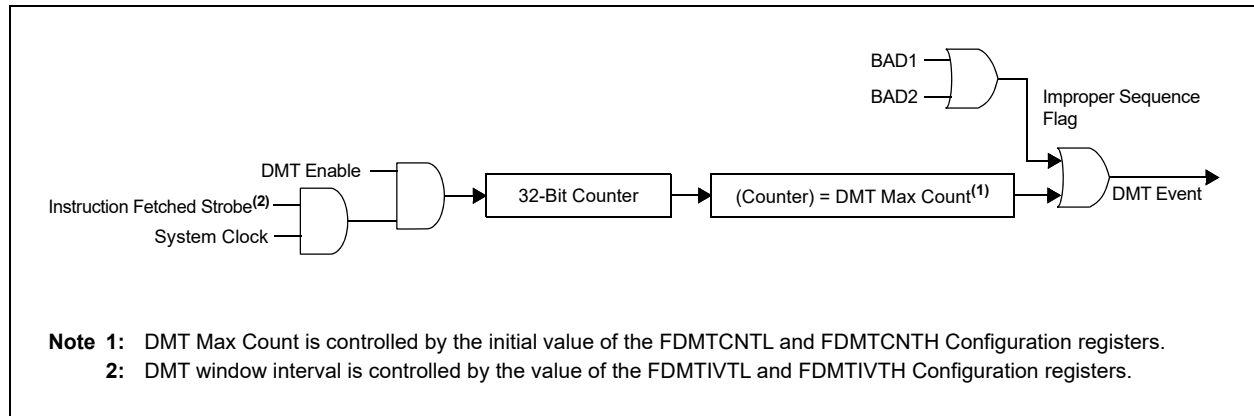 BAD1
BAD2
Improper Sequence
Flag
DMT Enable
Instruction Fetched Strobe(2)
System Clock
32-Bit Counter
(Counter) = DMT Max Count(1)
DMT Event
Note 1: DMT Max Count is controlled by the initial value of the FDMTCNTL and FDMTCNTH Configuration registers.
2: DMT window interval is controlled by the value of the FDMTIVTL and FDMTIVTH Configuration registers.